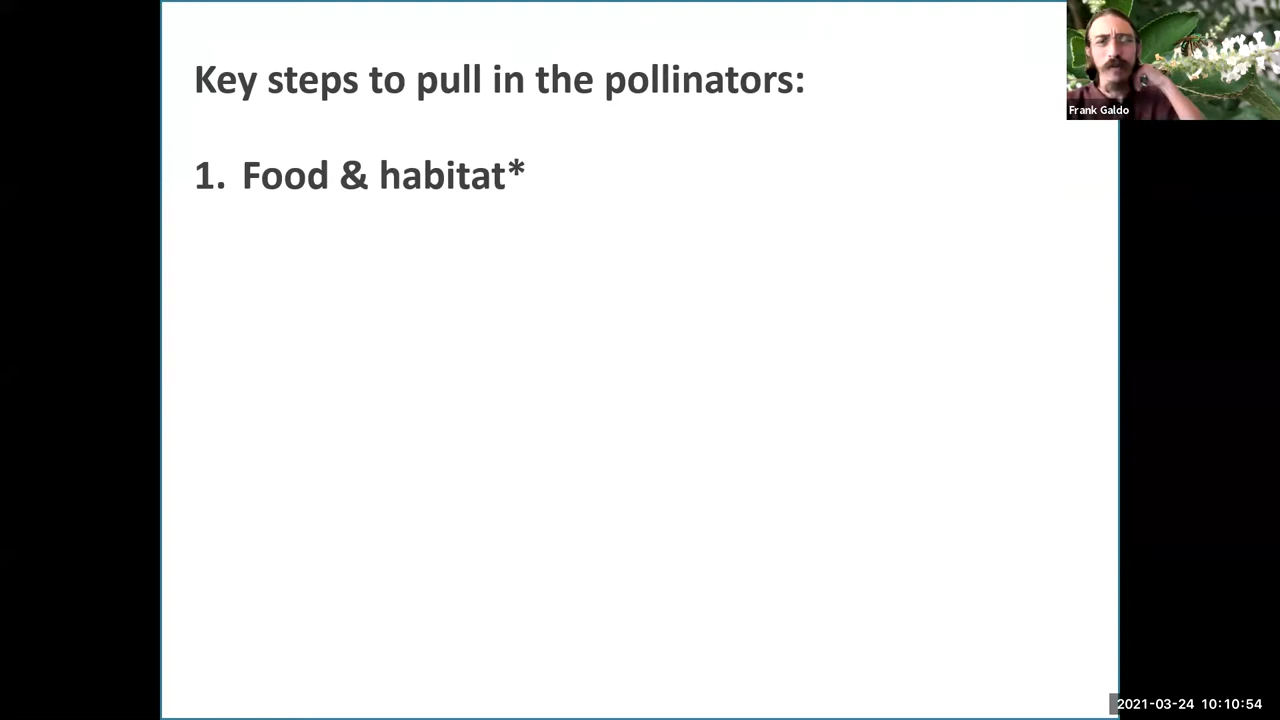 Key steps to pull in the pollinators:
1. Food & habitat*
Frank Galdo
2021-03-24 10:10:54